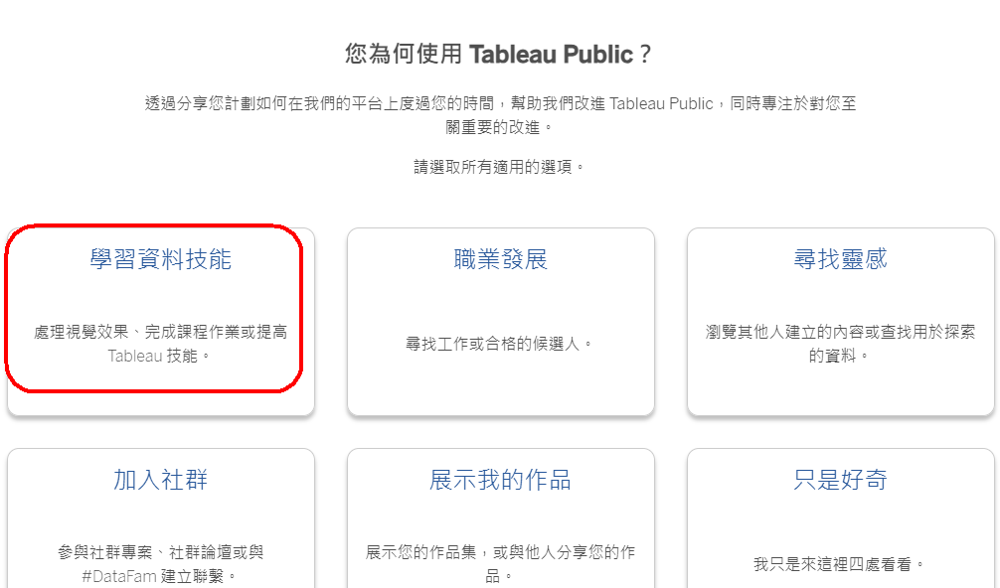 您為何使用 Tableau Public？
透過分享您計劃如何在我們的平台上度過您的時間，幫助我們改進 Tableau Public，同時專注於對您至
關重要的改進。
請選取所有適用的選項。
學習資料技能
處理視覺效果、完成課程作業或提高
Tableau 技能。
職業發展
尋找工作或合格的候選人。
尋找靈感
瀏覽其他人建立的內容或查找用於探索
的資料。
加入社群
參與社群專案、社群論壇或與
#DataFam 建立聯繫。
展示我的作品
展示您的作品集，或與他人分享您的作
品。
只是好奇
我只是來這裡四處看看。